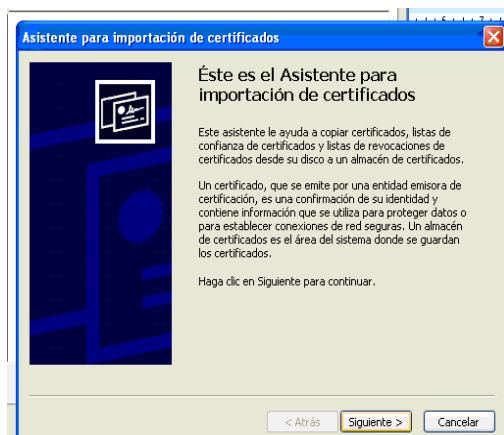 Asistente para importación de certificados
Éste es el Asistente para
importación de certificados
Este asistente le ayuda a copiar certificados, listas de
confianza de certificados y listas de revocaciones de
certificados desde su disco a un almacén de certificados.
Un certificado, que se emite por una entidad emisora de
certificación, es una confirmación de su identidad y
contiene información que se utiliza para proteger datos o
para establecer conexiones de red seguras. Un almacén
de certificados es el área del sistema donde se guardan
los certificados.
Haga clic en Siguiente para continuar.
< Atrás Siguiente > Cancelar